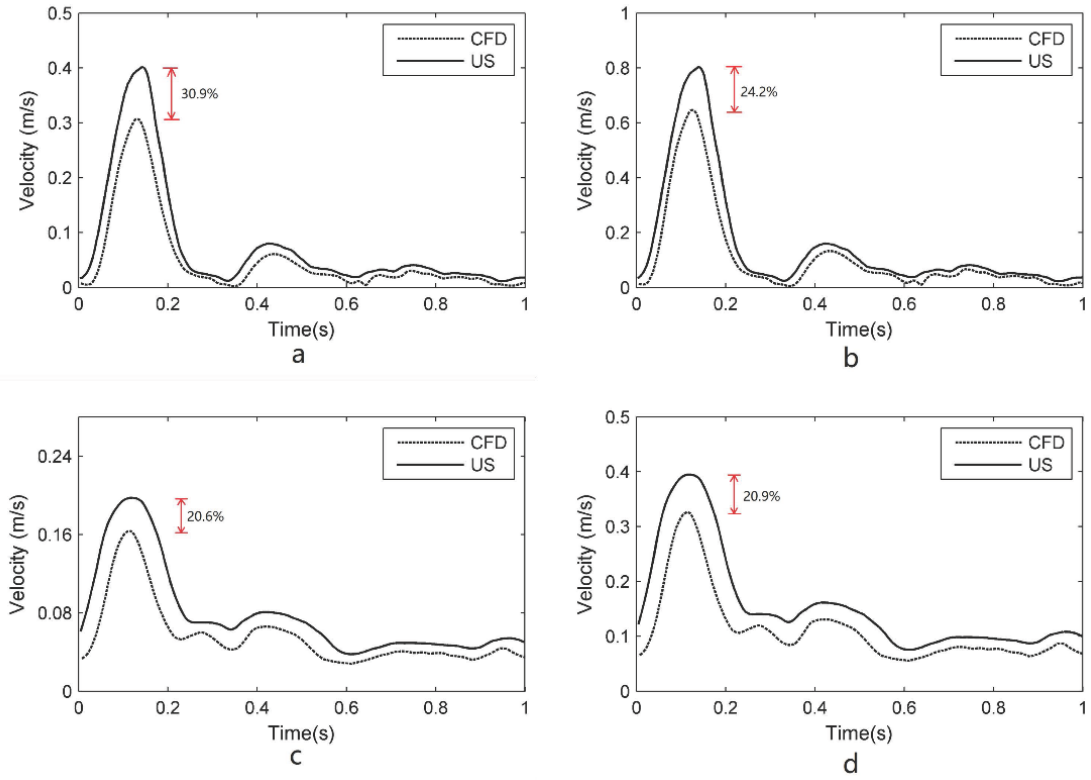 0.5
0.4
0.3
0.2
0.1
0
Velocity (m/s)
CFD
US
30.9%
0 0.2 0.4 0.6 0.8 1
Time(s)
a
1
0.8
0.6
0.4
0.2
0
Velocity (m/s)
CFD
US
24.2%
0 0.2 0.4 0.6 0.8 1
Time(s)
b
0.24
0.16
0.08
0
Velocity (m/s)
CFD
US
20.6%
0 0.2 0.4 0.6 0.8 1
Time(s)
c
0.5
0.4
0.3
0.2
0.1
0
Velocity (m/s)
CFD
US
20.9%
0 0.2 0.4 0.6 0.8 1
Time(s)
d